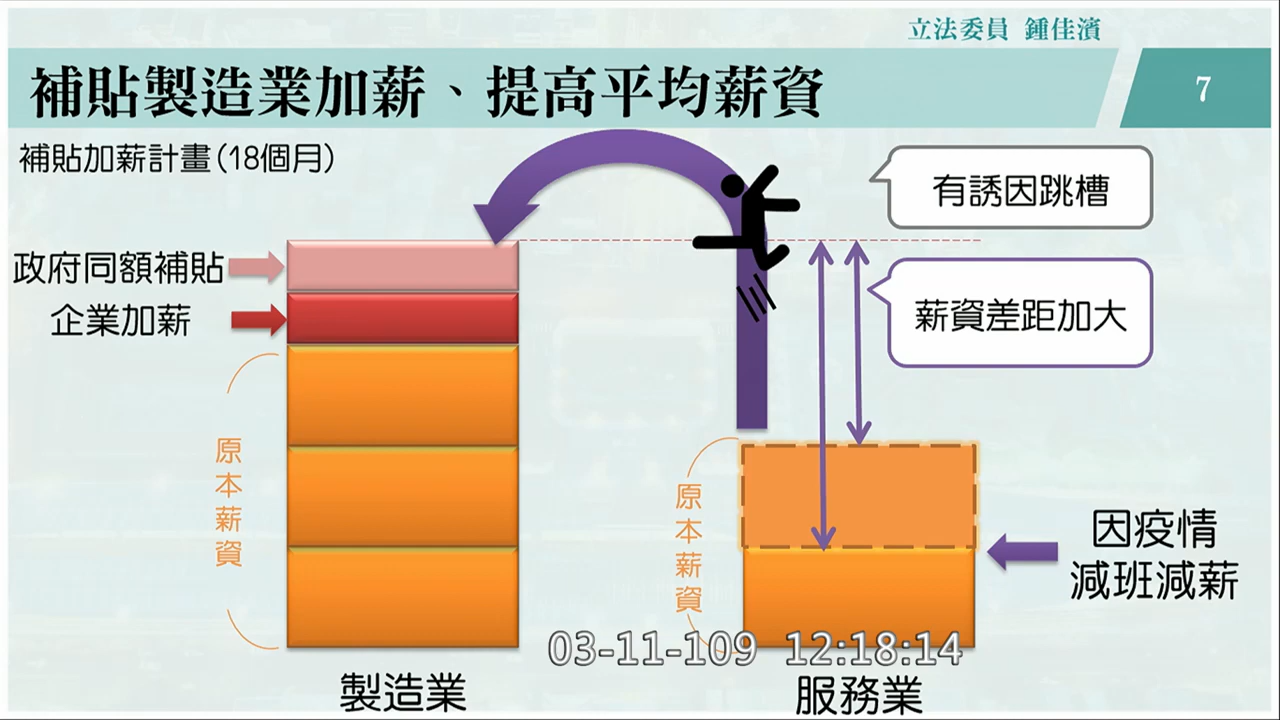 立法委員 鍾佳濱
補貼製造業加薪、提高平均薪資
7
補貼加薪計畫(18個月)
有誘因跳槽
政府同額補貼
企業加薪
薪資差距加大
原本薪資
原本薪資
因疫情
減班減薪
03-11-109 12:18:14
製造業
服務業